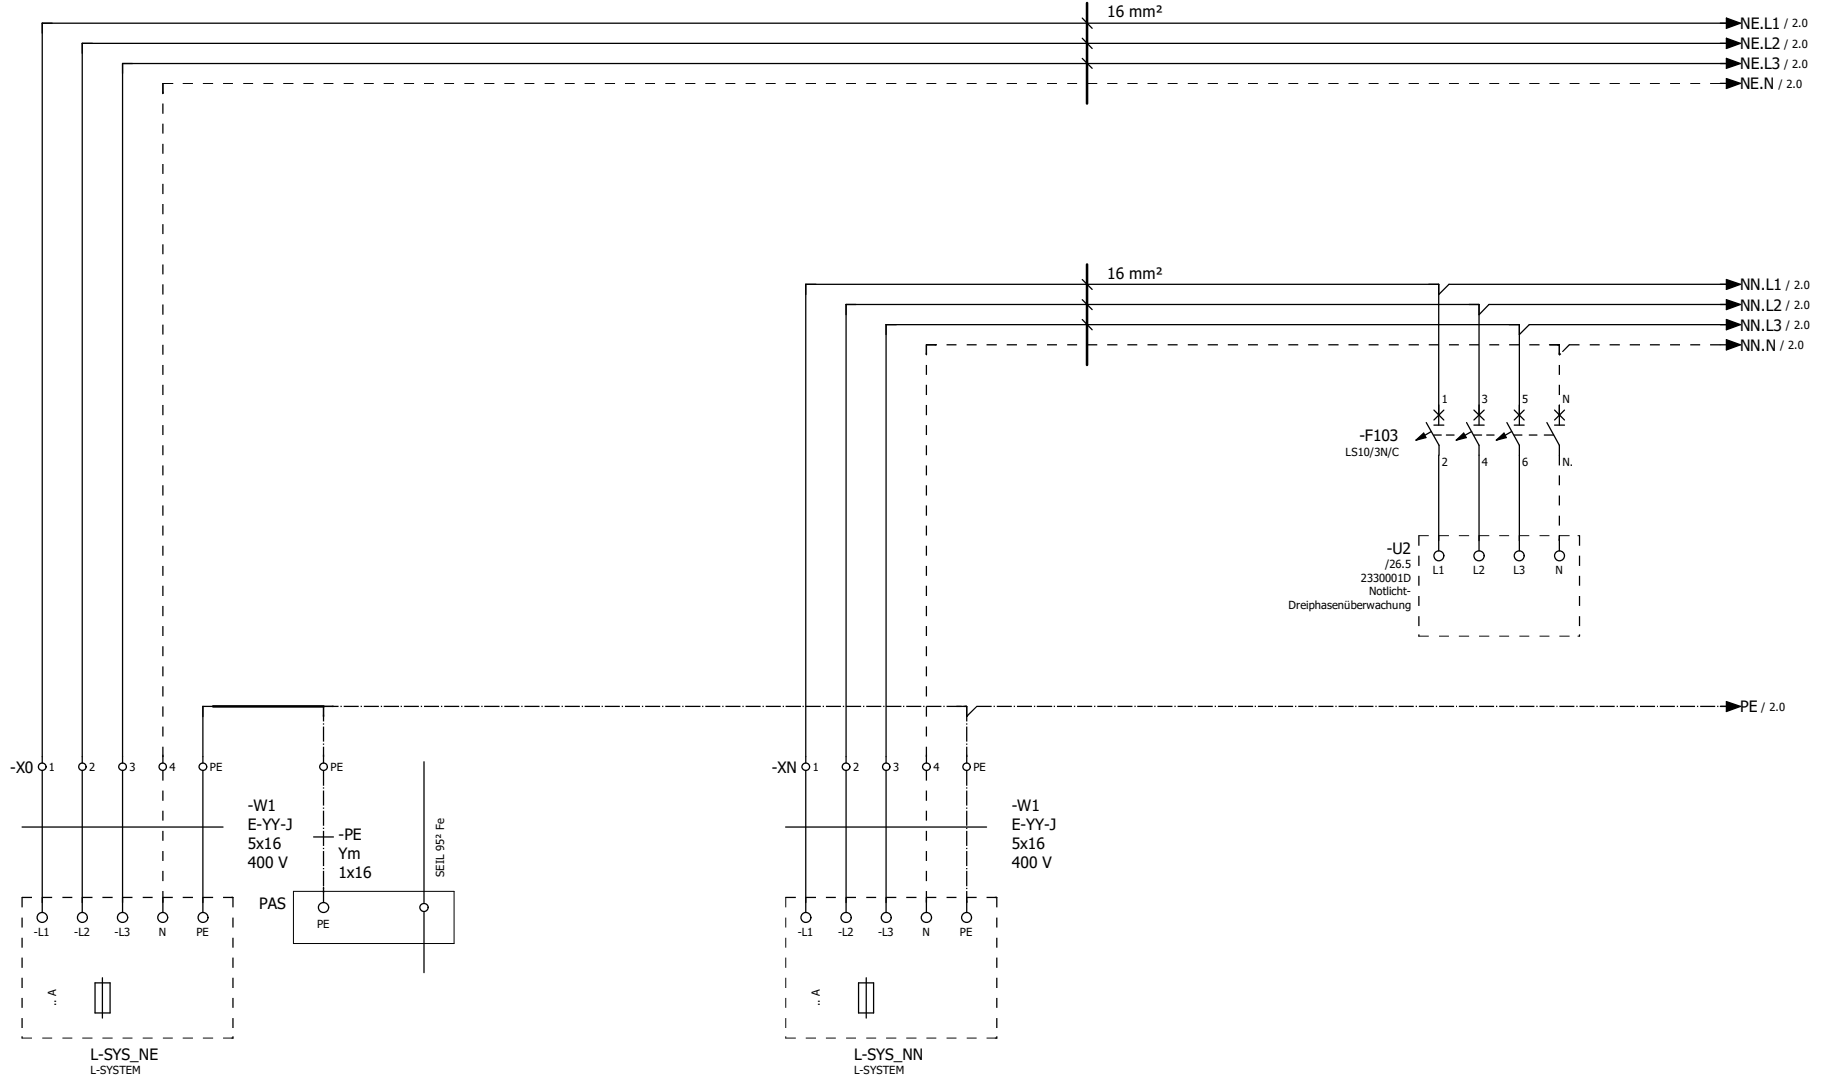 16 mm²
NE.L1 / 2.0
NE.L2 / 2.0
NE.L3 / 2.0
NE.N / 2.0
16 mm²
NN.L1 / 2.0
NN.L2 / 2.0
NN.L3 / 2.0
NN.N / 2.0
1 3 5 N
-F103
LS10/3N/C
2 4 6 N.
-U2
/26.5
2330001D
Notlicht-
Dreiphasenüberwachung
L1 L2 L3 N
PE / 2.0
-X0 1 2 3 4 PE PE
-XN 1 2 3 4 PE
-W1
E-YY-J
5x16
400 V
-PE
Ym
1x16
SEIL 95² Fe
-W1
E-YY-J
5x16
400 V
PAS
PE
-L1 -L2 -L3 N PE
-L1 -L2 -L3 N PE
.. A
.. A
L-SYS_NE
L-SYSTEM
L-SYS_NN
L-SYSTEM